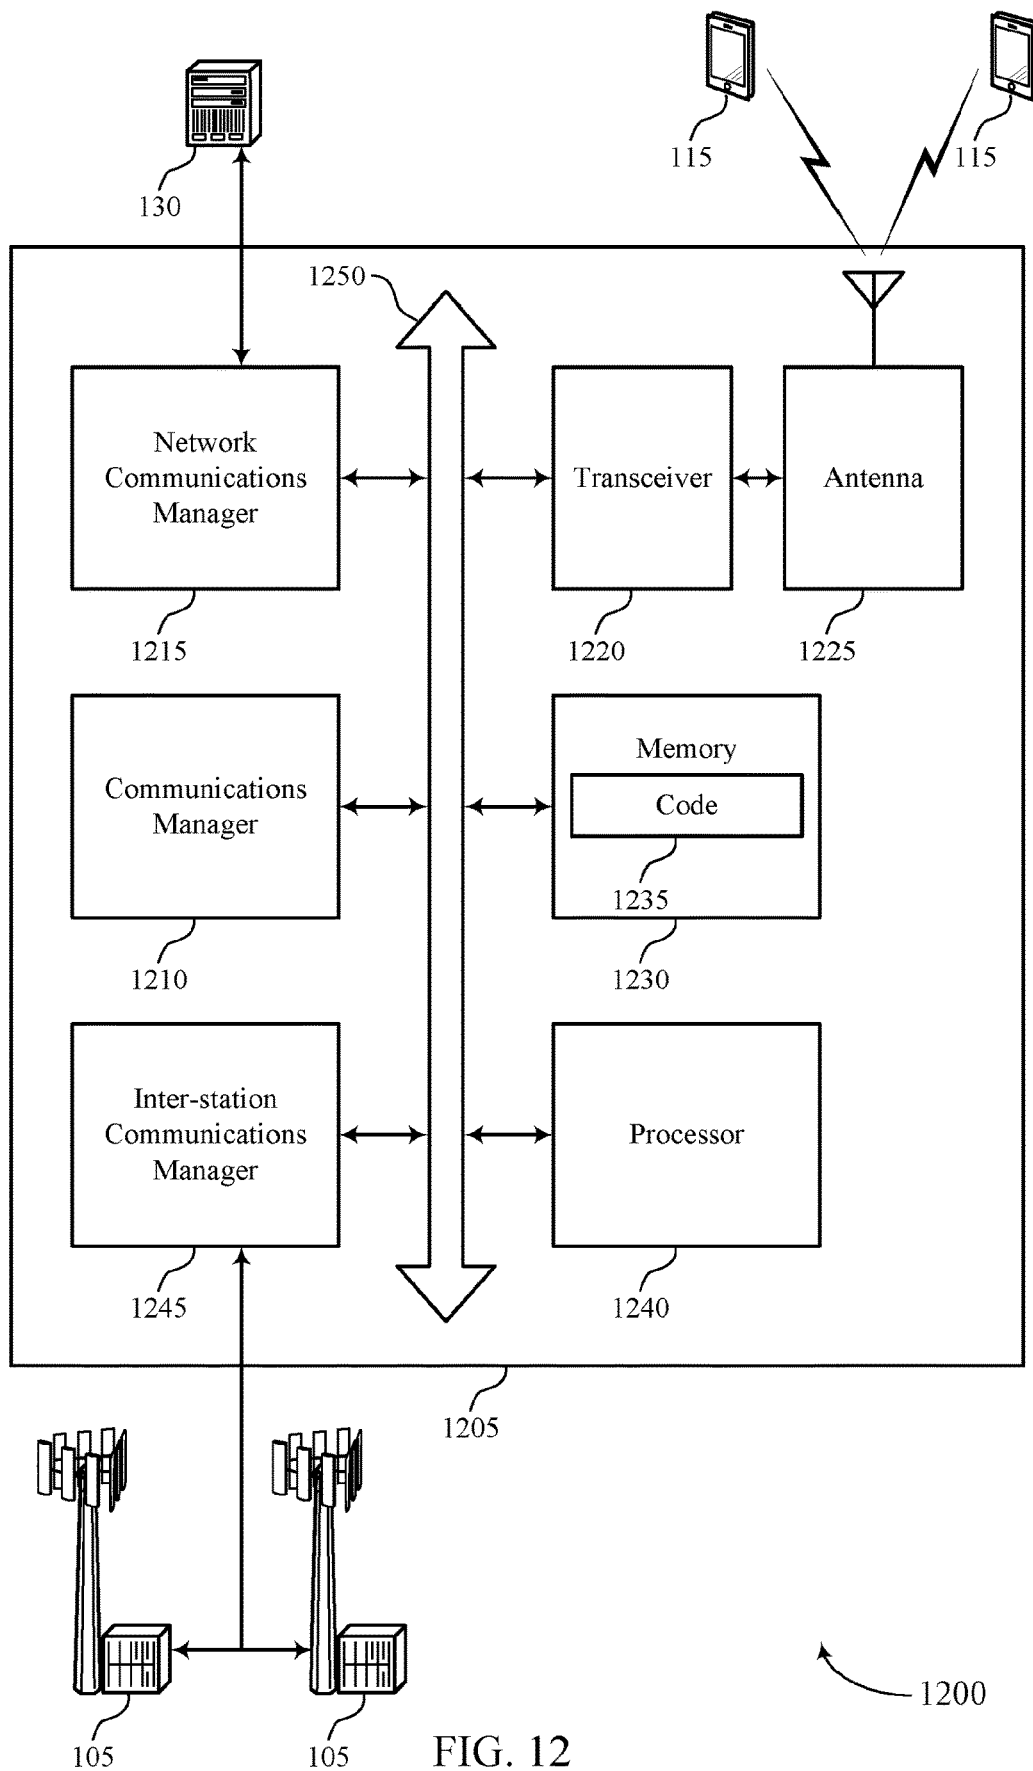 115
115
130
1250
Network
Communications
Manager
Transceiver
Antenna
1215
1220
1225
Communications
Manager
Memory
Code
1235
1210
1230
Inter-station
Communications
Manager
Processor
1245
1240
1205
1200
105
105
FIG. 12